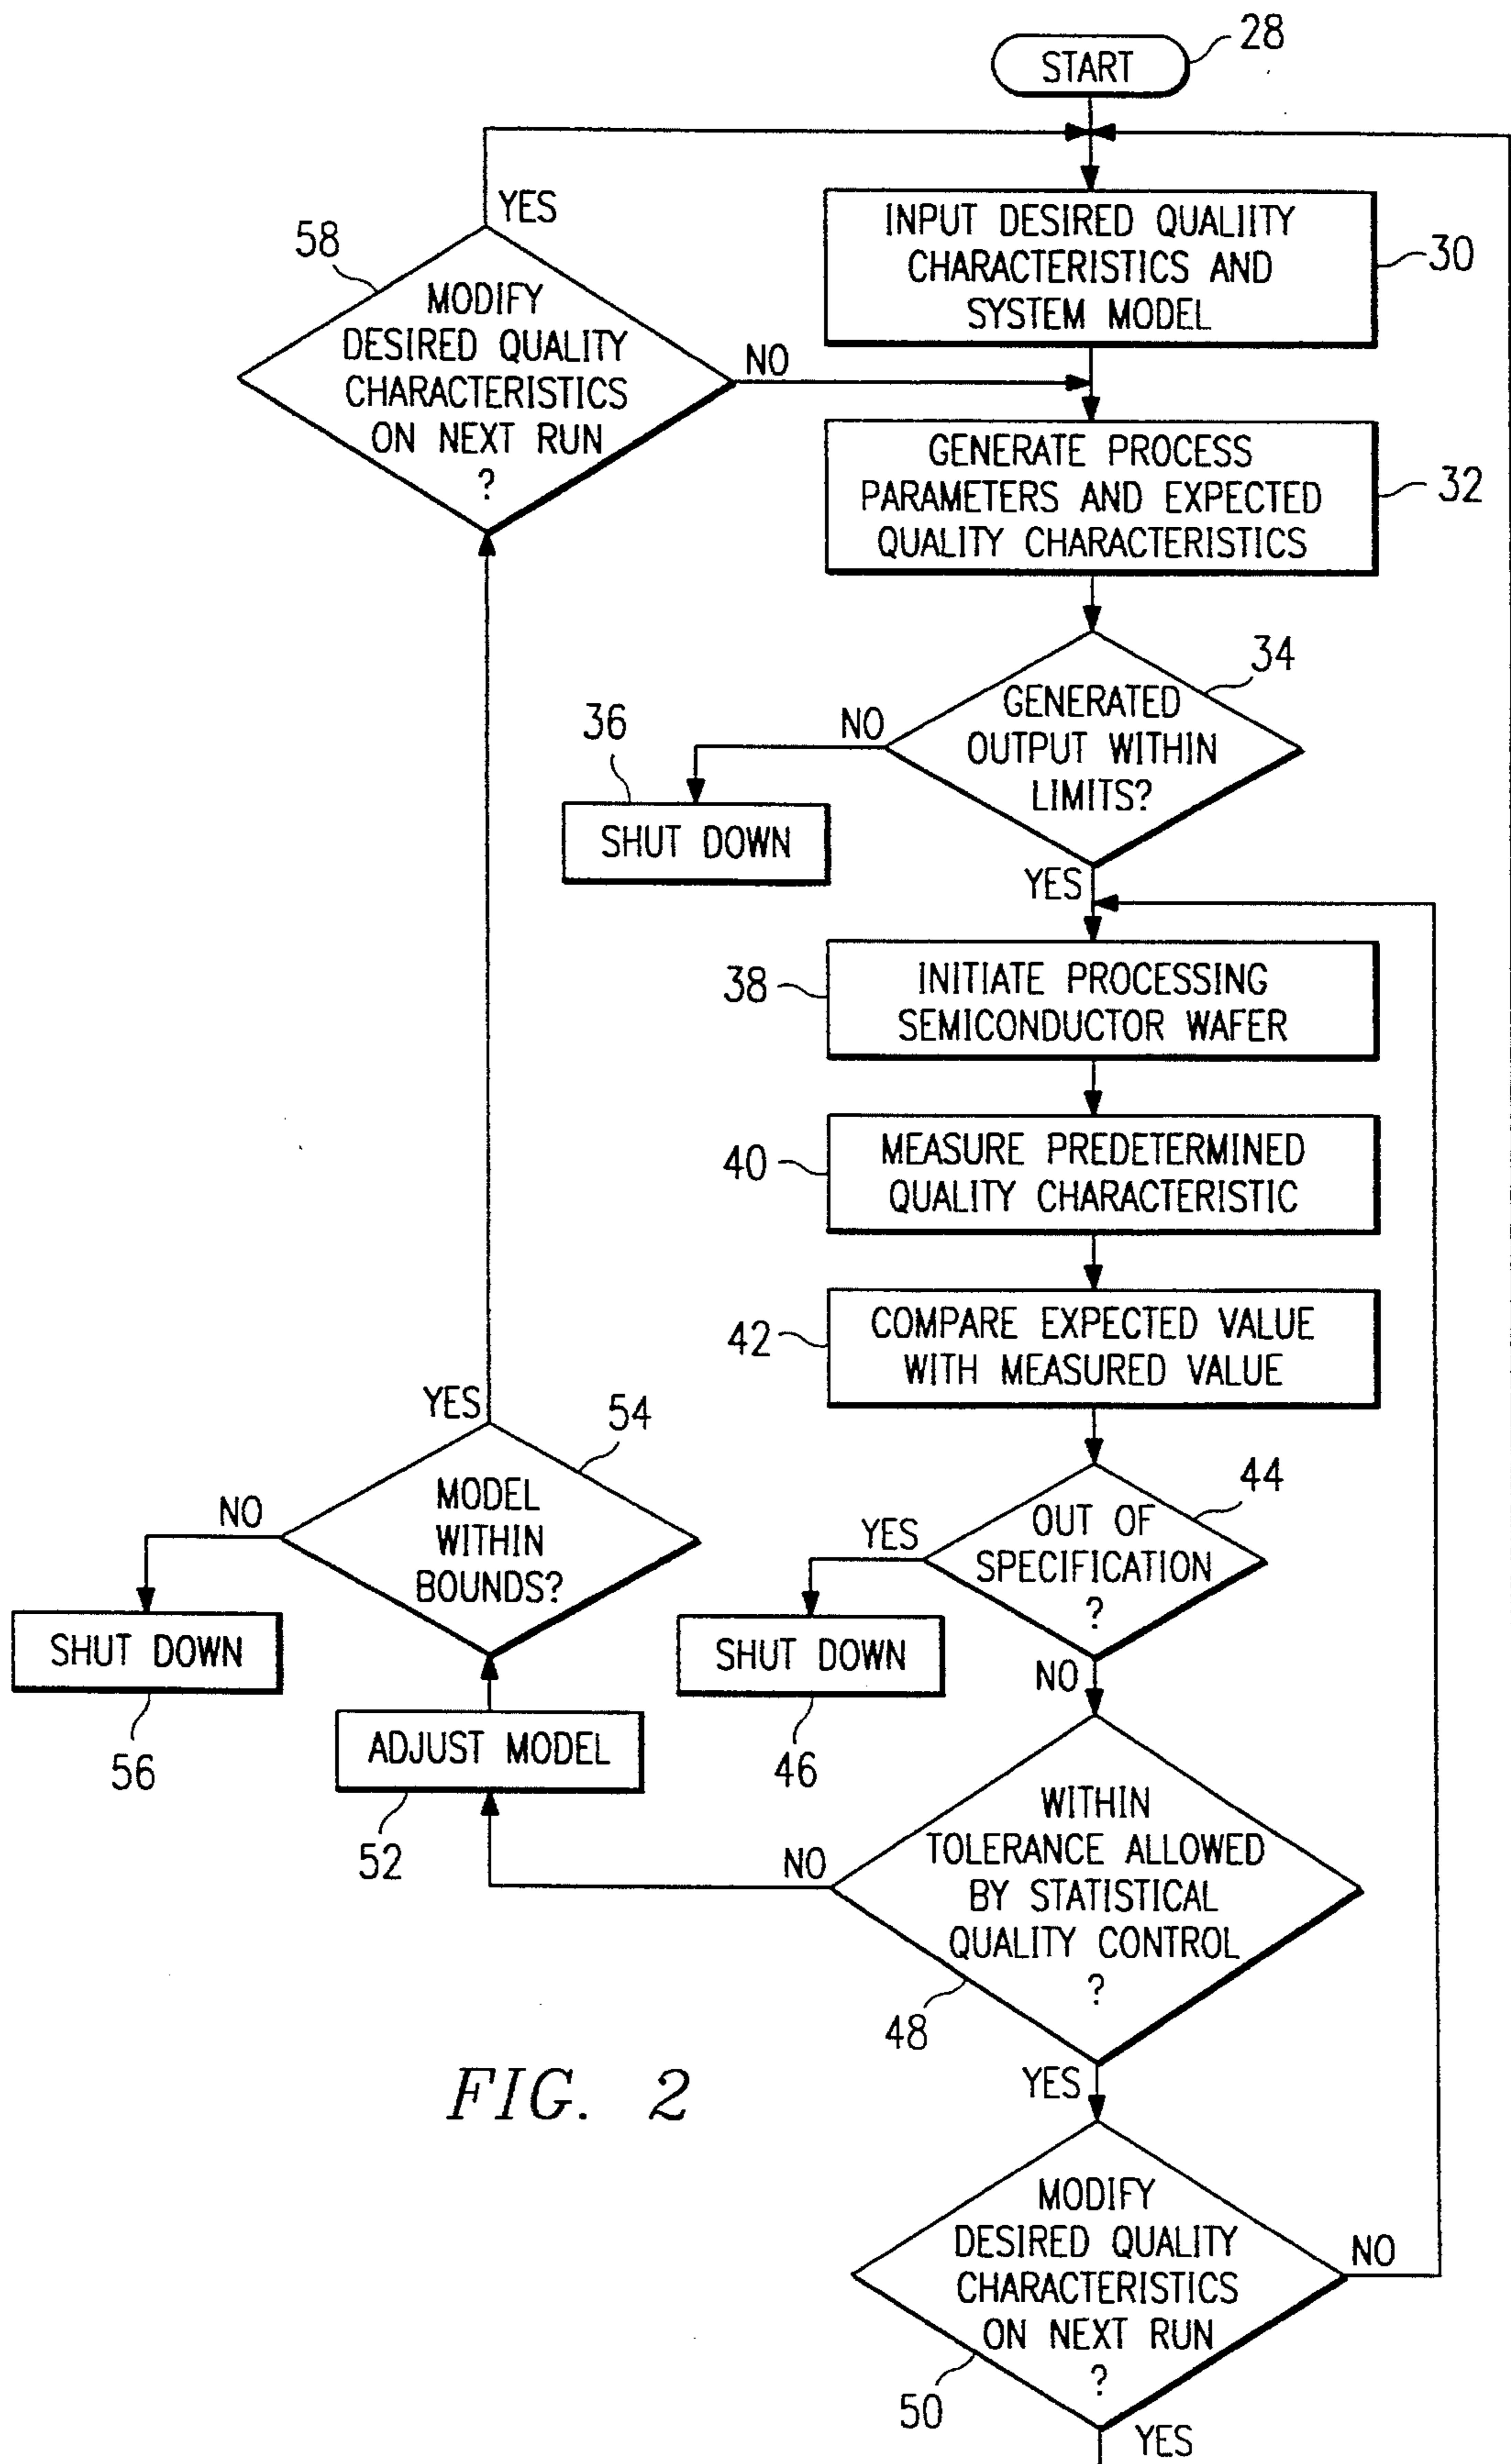 START
28
YES
58
MODIFY
DESIRED QUALITY
CHARACTERISTICS
ON NEXT RUN
?
NO
INPUT DESIRED QUALIITY
CHARACTERISTICS AND
SYSTEM MODEL
30
GENERATE PROCESS
PARAMETERS AND EXPECTED
QUALITY CHARACTERISTICS
32
34
GENERATED
OUTPUT WITHIN
LIMITS?
NO
36
SHUT DOWN
YES
38
INITIATE PROCESSING
SEMICONDUCTOR WAFER
40
MEASURE PREDETERMINED
QUALITY CHARACTERISTIC
42
COMPARE EXPECTED VALUE
WITH MEASURED VALUE
44
OUT OF
SPECIFICATION
?
YES
SHUT DOWN
46
NO
YES
54
MODEL
WITHIN
BOUNDS?
NO
SHUT DOWN
56
ADJUST MODEL
52
NO
WITHIN
TOLERANCE ALLOWED
BY STATISTICAL
QUALITY CONTROL
?
48
YES
FIG. 2
MODIFY
DESIRED QUALITY
CHARACTERISTICS
ON NEXT RUN
?
NO
50
YES